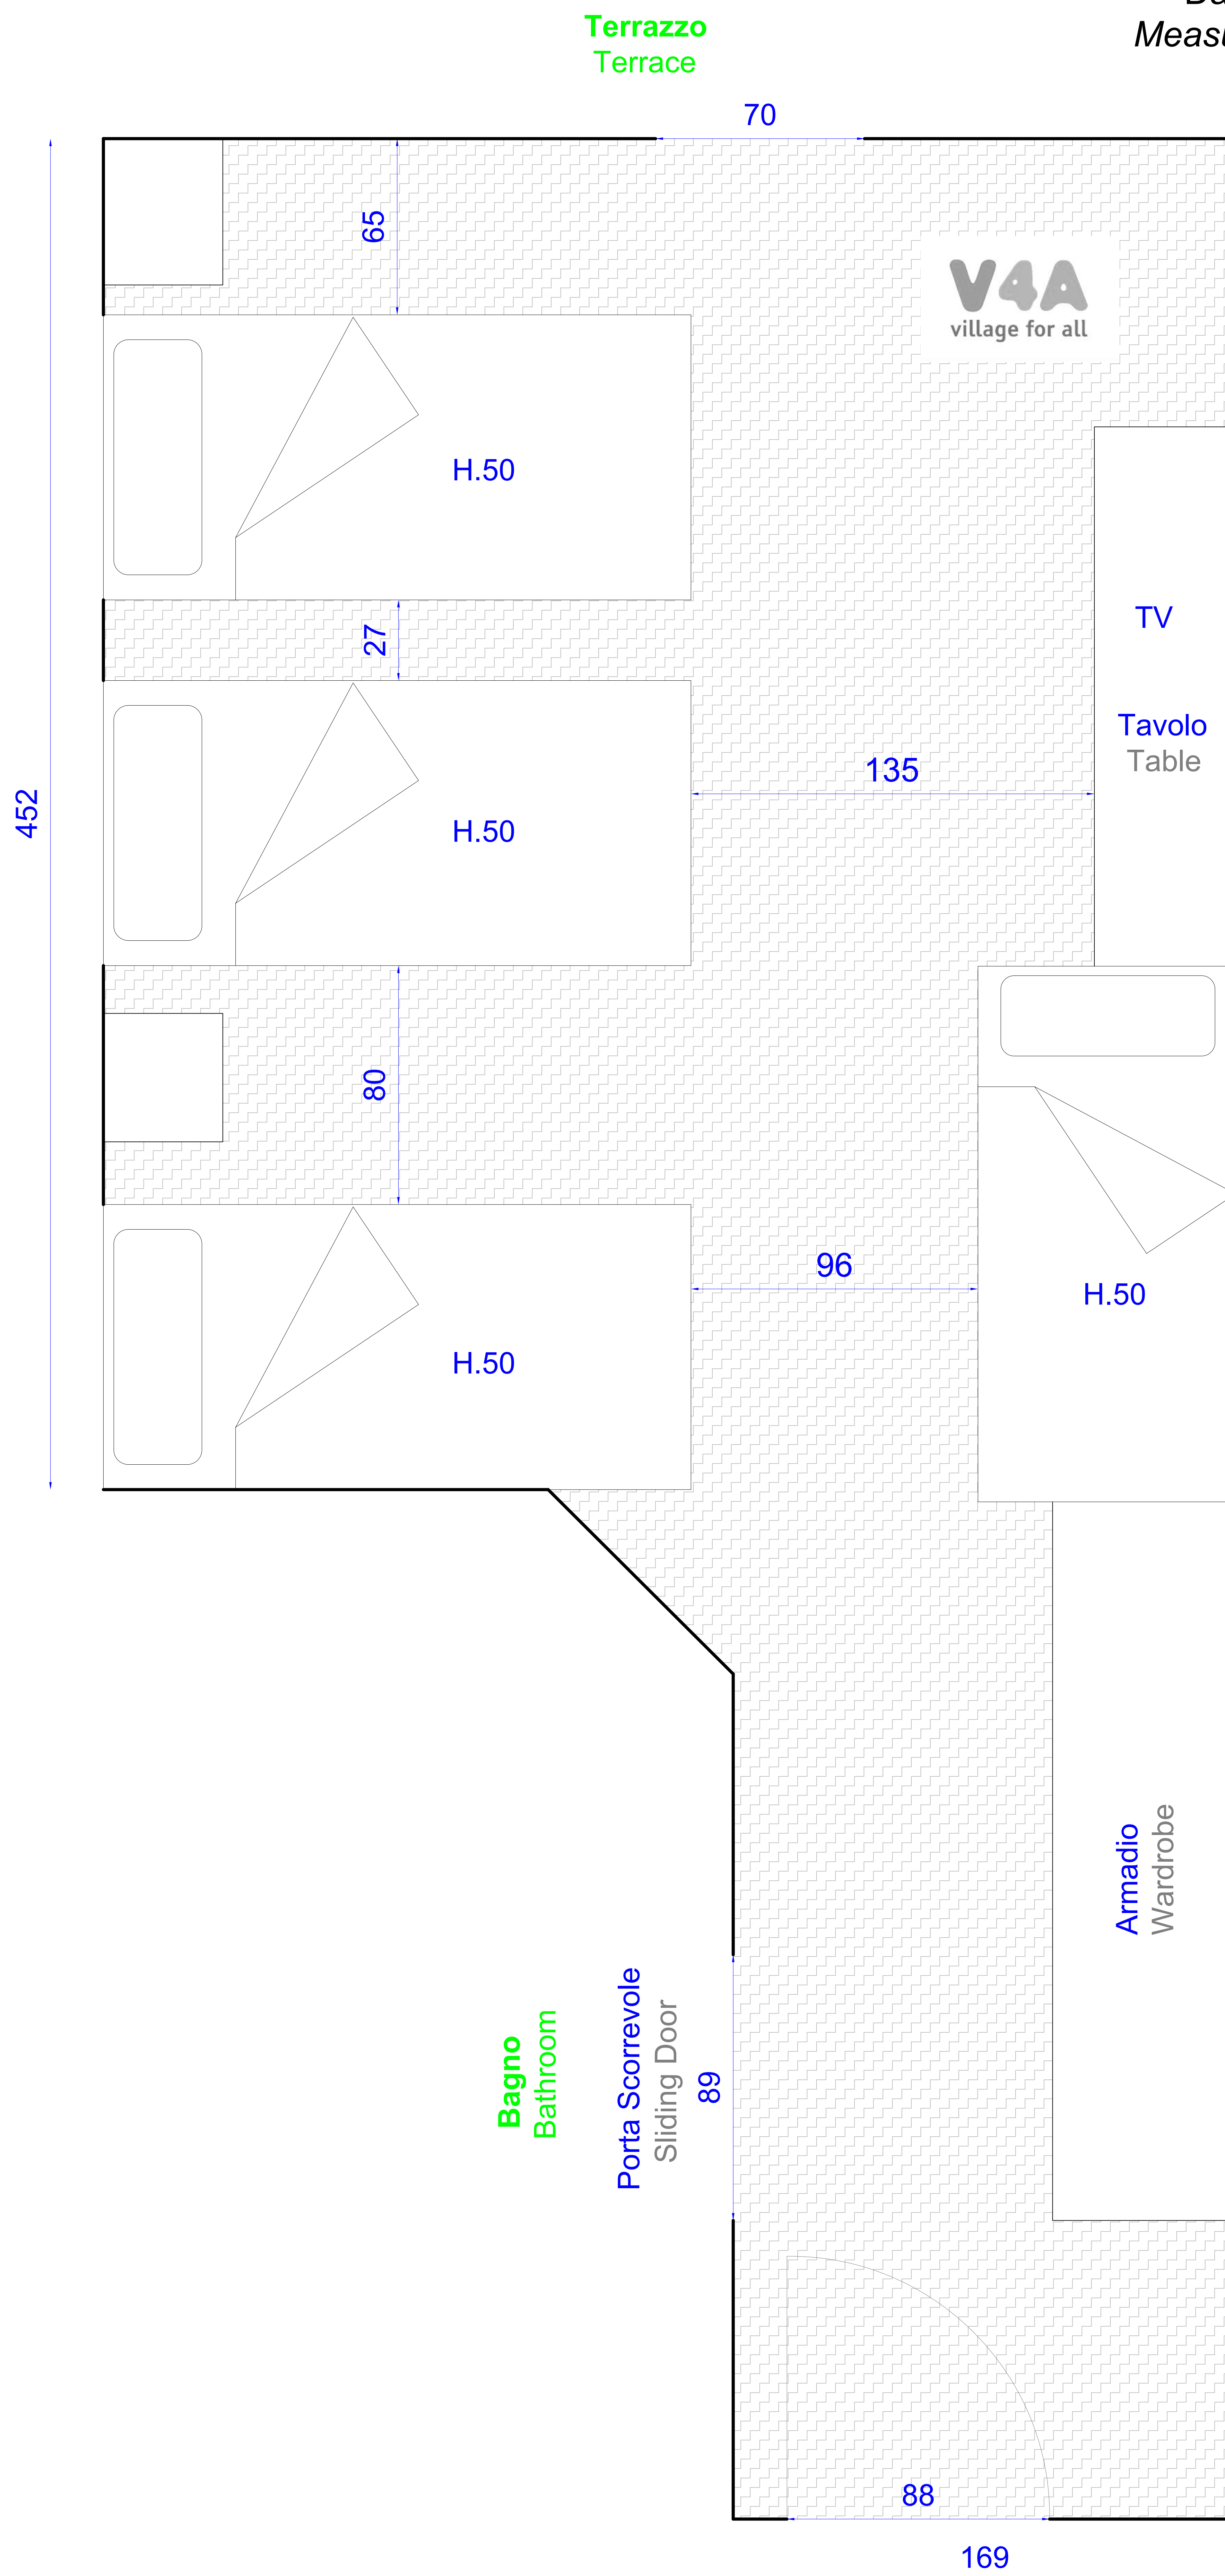 Terrazzo
Terrace
70
65
V4A
village for all
H.50
TV
27
Tavolo
Table
135
452
H.50
80
96
H.50
H.50
Armadio
Wardrobe
Bagno
Bathroom
Porta Scorrevole
Sliding Door
89
88
169